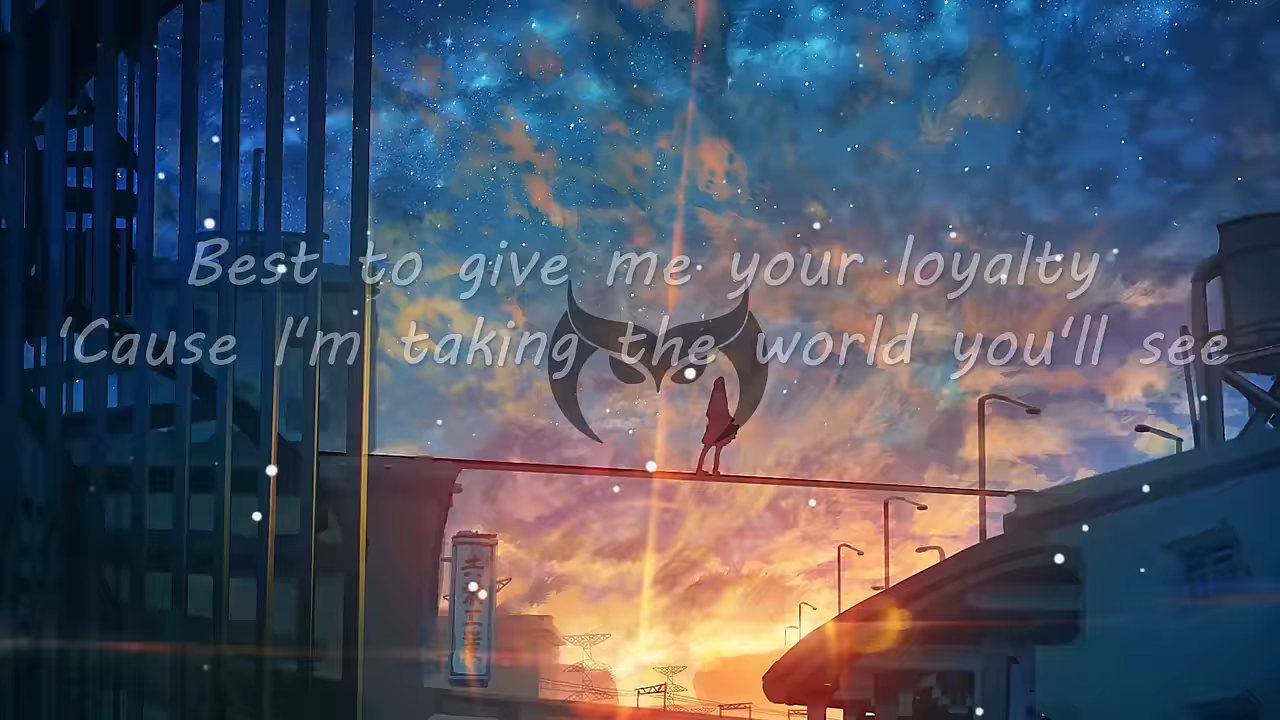 Best to give me your loyalty
‘Cause I‘m taking the world you‘ll see